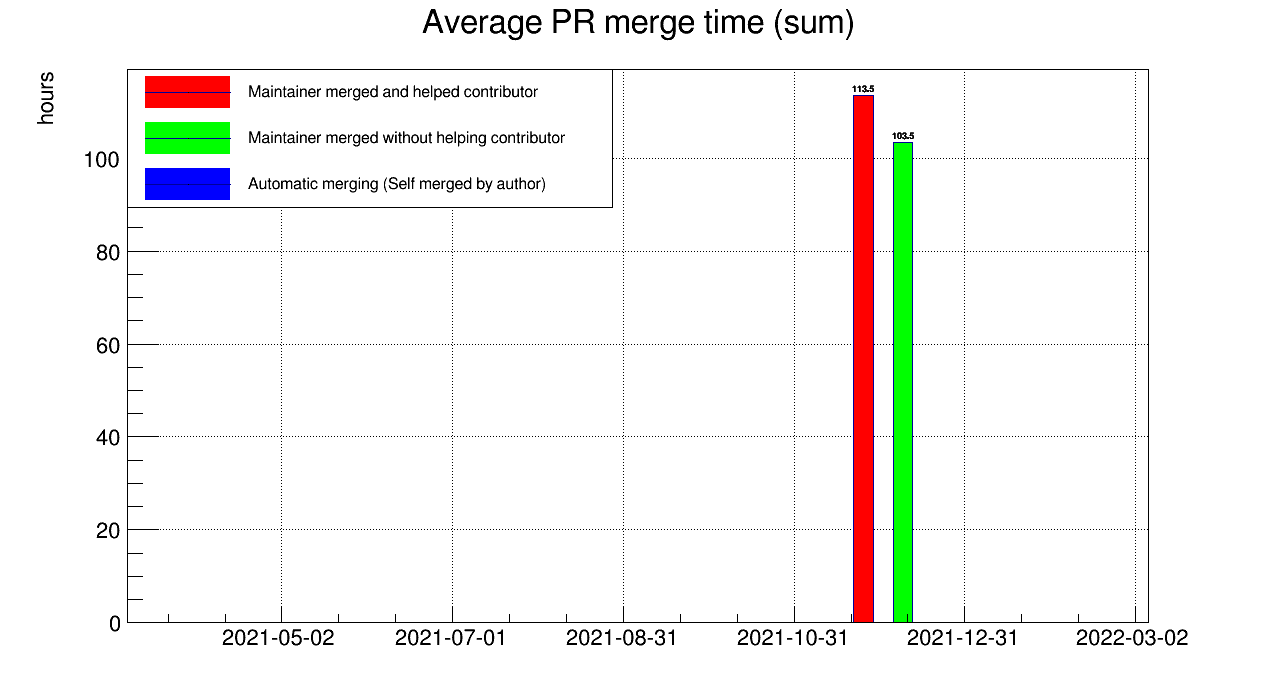 Average PR merge time (sum)
hours
Maintainer merged and helped contributor
Maintainer merged without helping contributor
Automatic merging (Self merged by author)
113.5
103.5
100
80
60
40
20
0
2021-05-02
2021-07-01
2021-08-31
2021-10-31
2021-12-31
2022-03-02